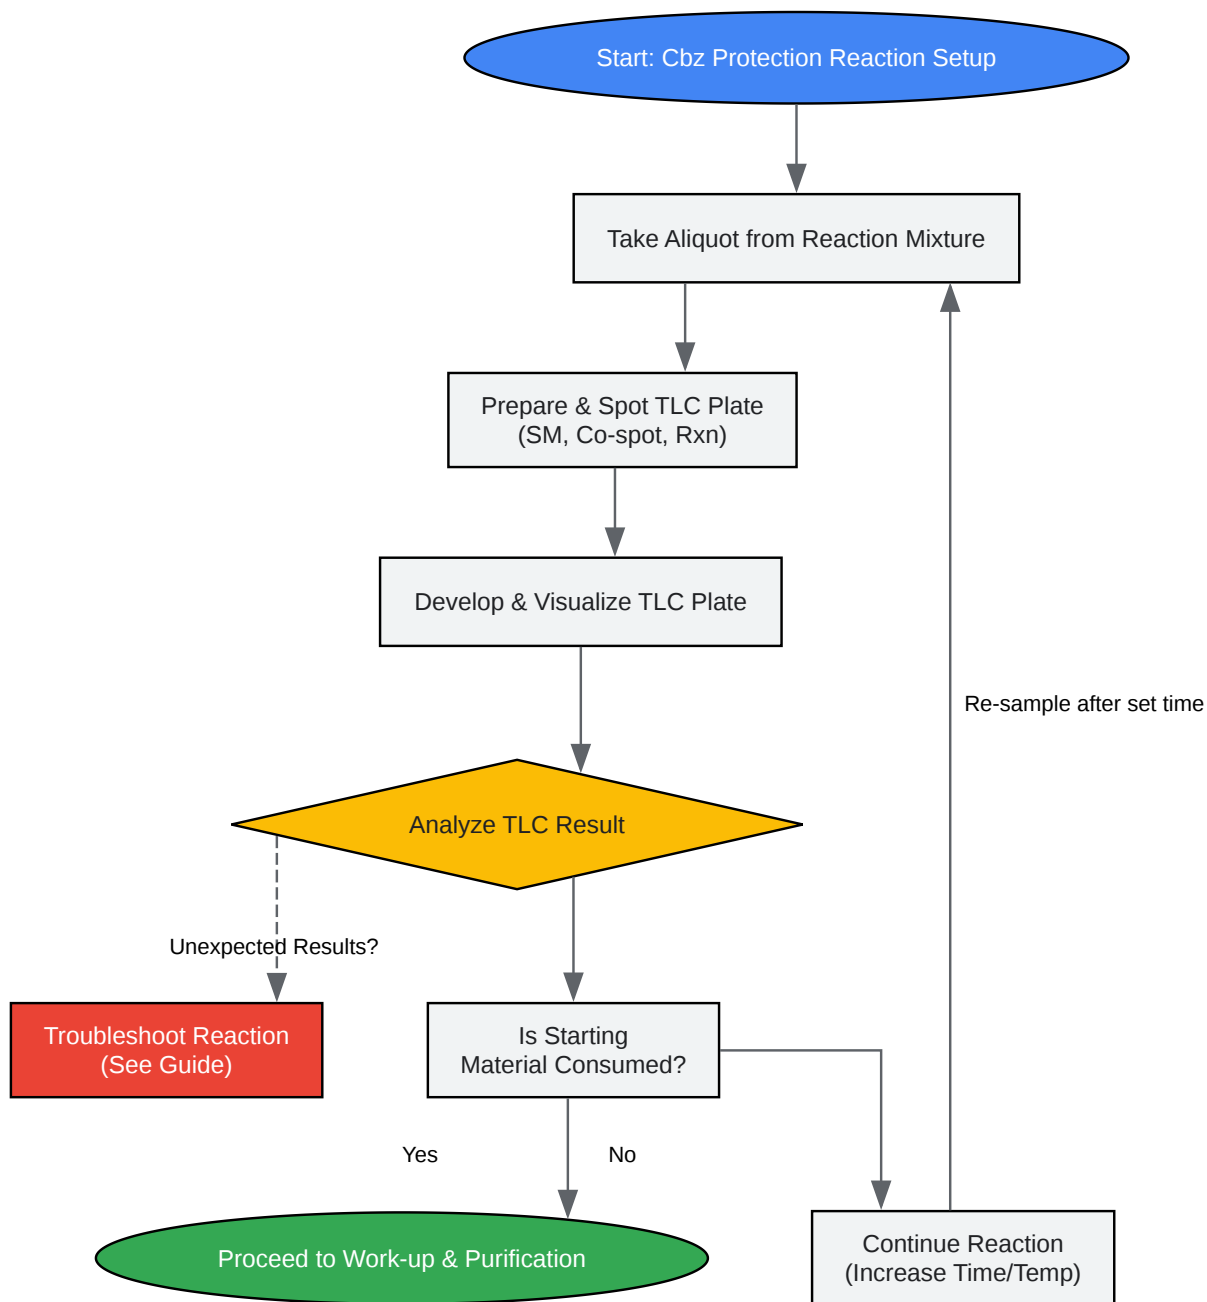 Start: Cbz Protection Reaction Setup
Take Aliquot from Reaction Mixture
Prepare & Spot TLC Plate
(SM, Co-spot, Rxn)
Develop & Visualize TLC Plate
Re-sample after set time
Analyze TLC Result
Unexpected Results?
Troubleshoot Reaction
(See Guide)
Is Starting
Material Consumed?
Yes
No
Proceed to Work-up & Purification
Continue Reaction
(Increase Time/Temp)